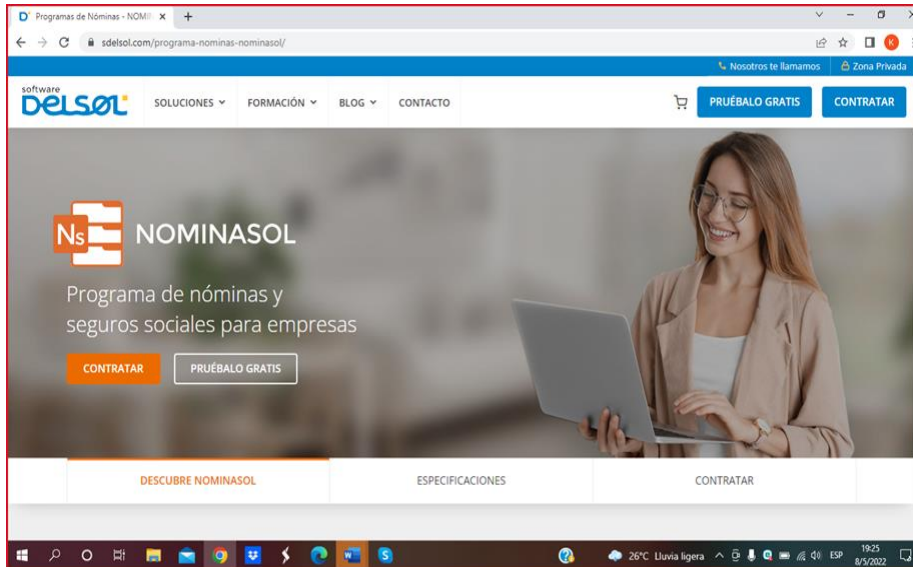 Programas de Nóminas - NOMI
sdelsol.com/programa-nominas-nominasol/
K
Nosotros te llamamos
Zona Privada
software
DELSOL
SOLUCIONES
FORMACIÓN
BLOG
CONTACTO
PRUÉBALO GRATIS
CONTRATAR
Ns
NOMINASOL
Programa de nóminas y
seguros sociales para empresas
CONTRATAR
PRUÉBALO GRATIS
DESCUBRE NOMINASOL
ESPECIFICACIONES
CONTRATAR
26°C Lluvia ligera
ESP
19:25
8/5/2022